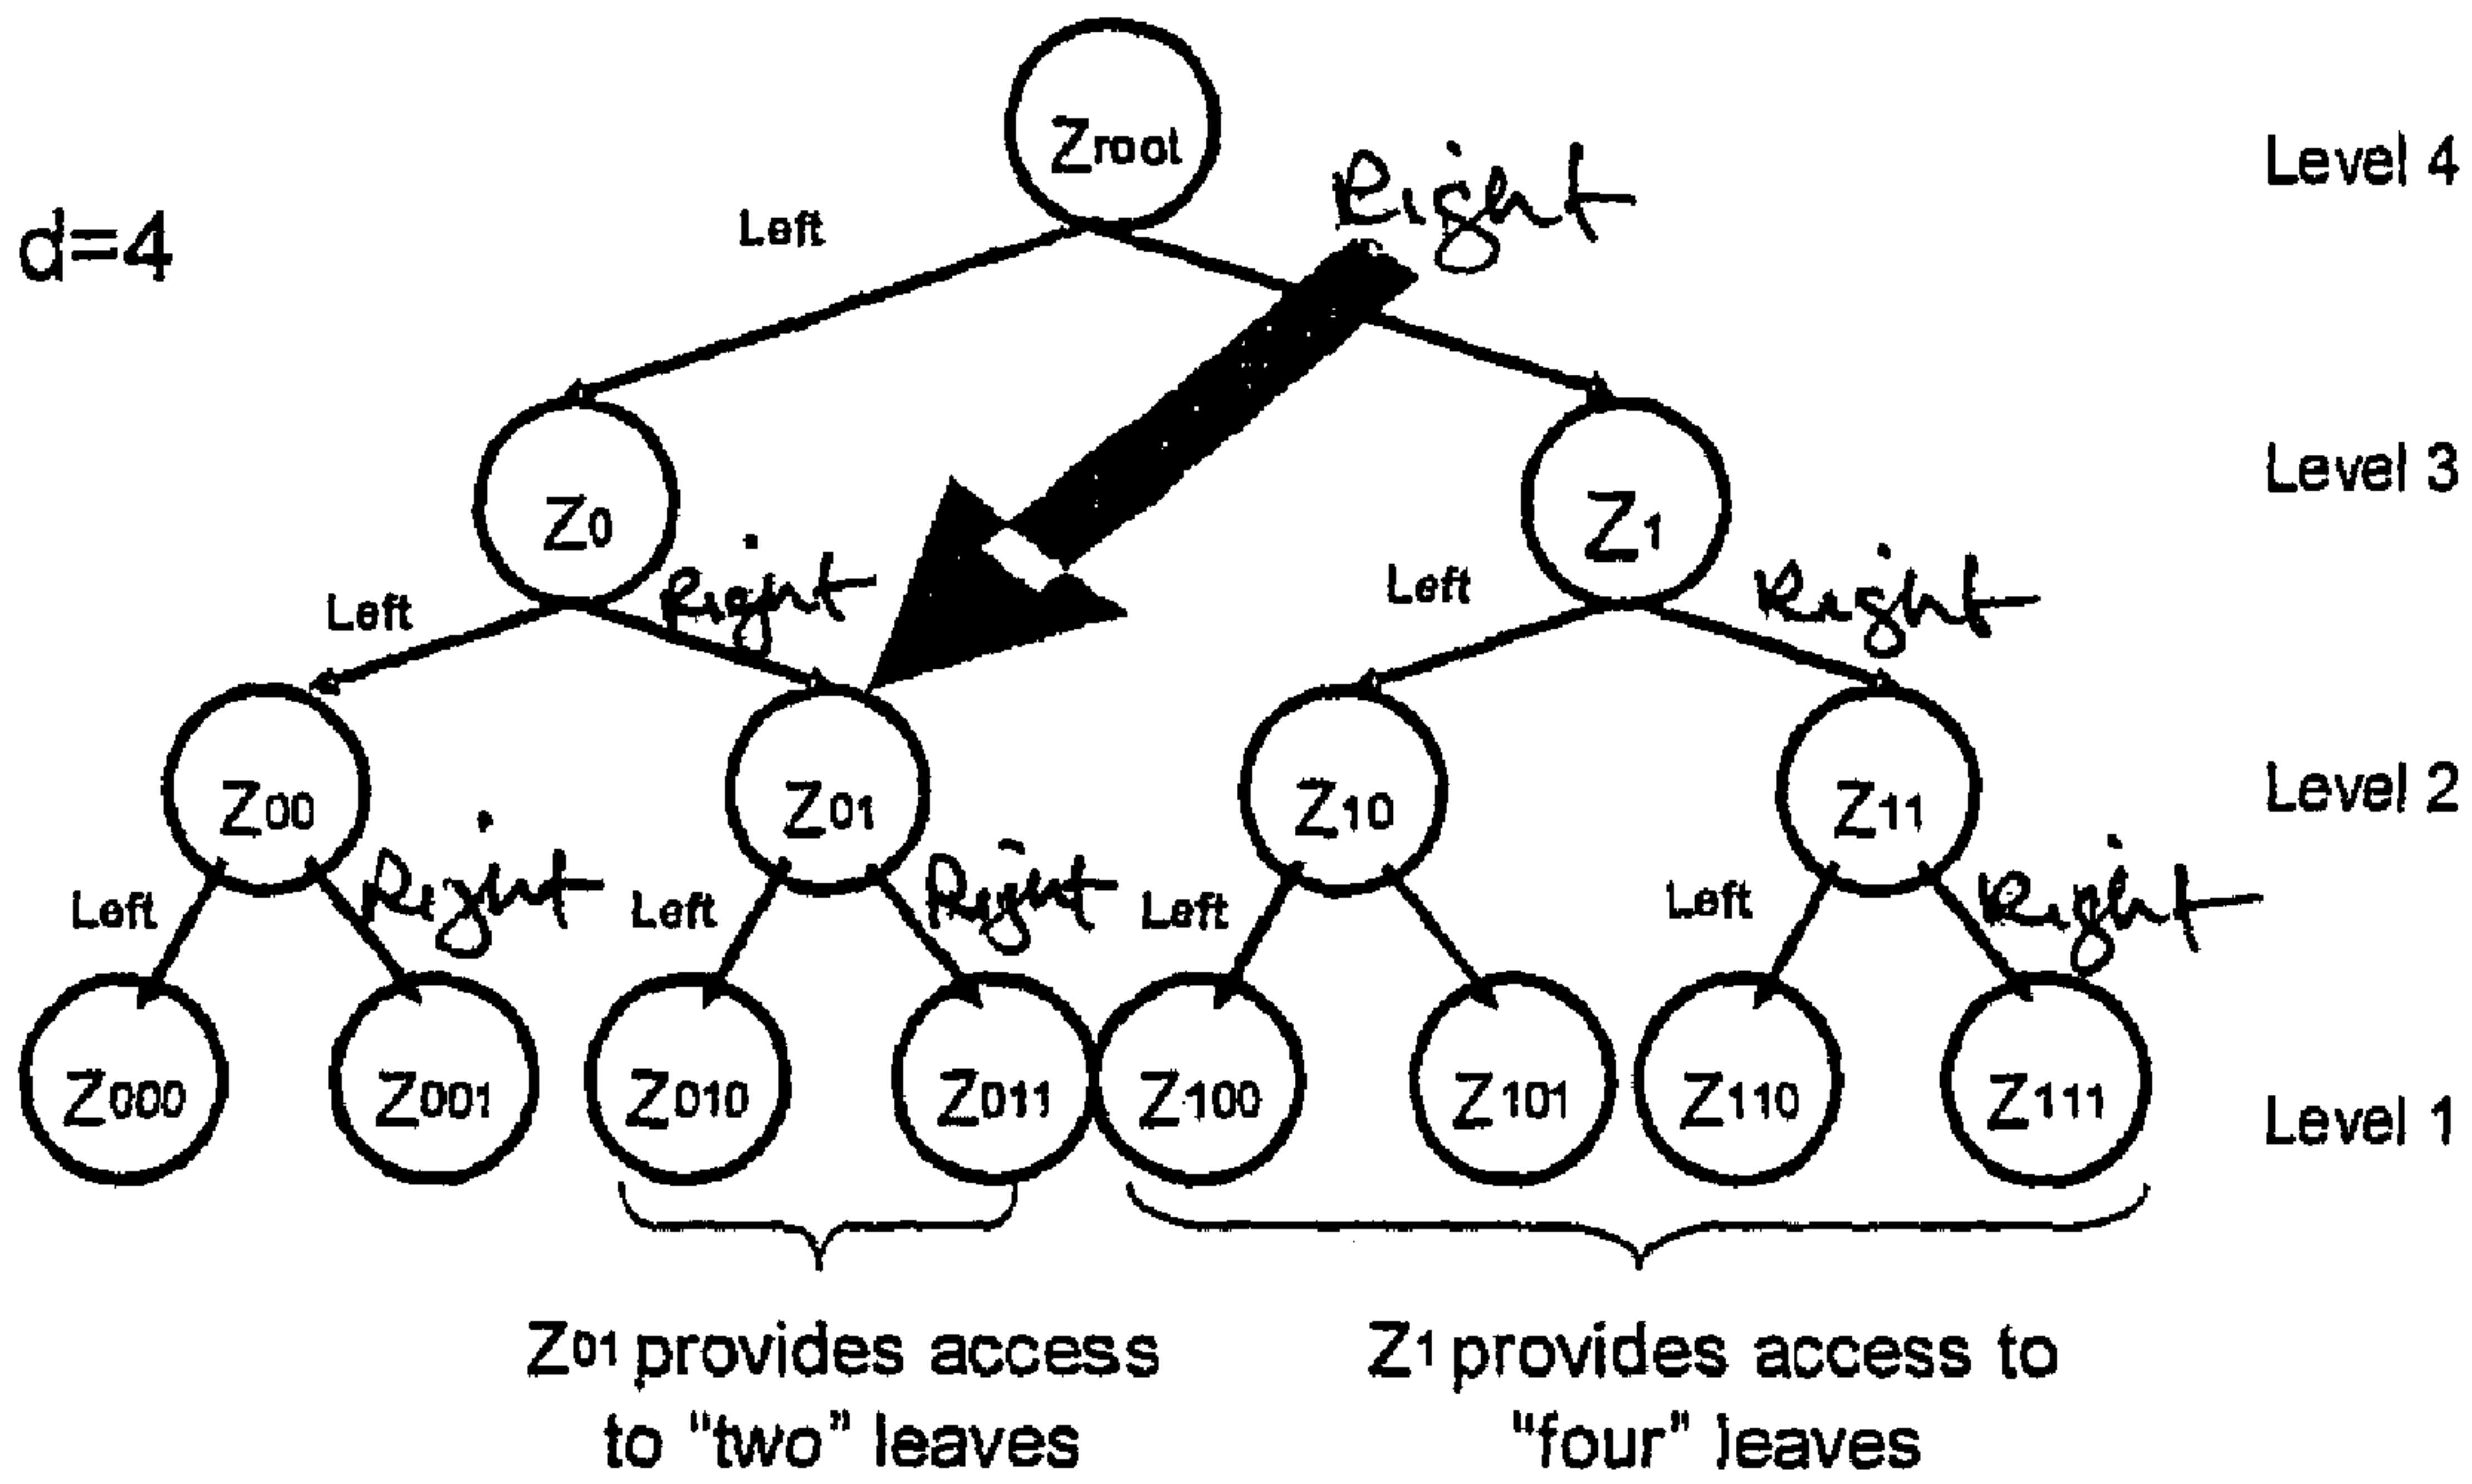 Zroot
Right
Level 4
Left
d=4
Z0
Z1
Level 3
Left
Right
Left
Right
Z00
Z01
Z10
Z11
Level 2
Left
Right
Left
Right
Left
Left
Right
Z000
Z001
Z010
Z011
Z100
Z101
Z110
Z111
Level 1
Z01 provides access
to "two" leaves
Z1 provides access to
"four" leaves